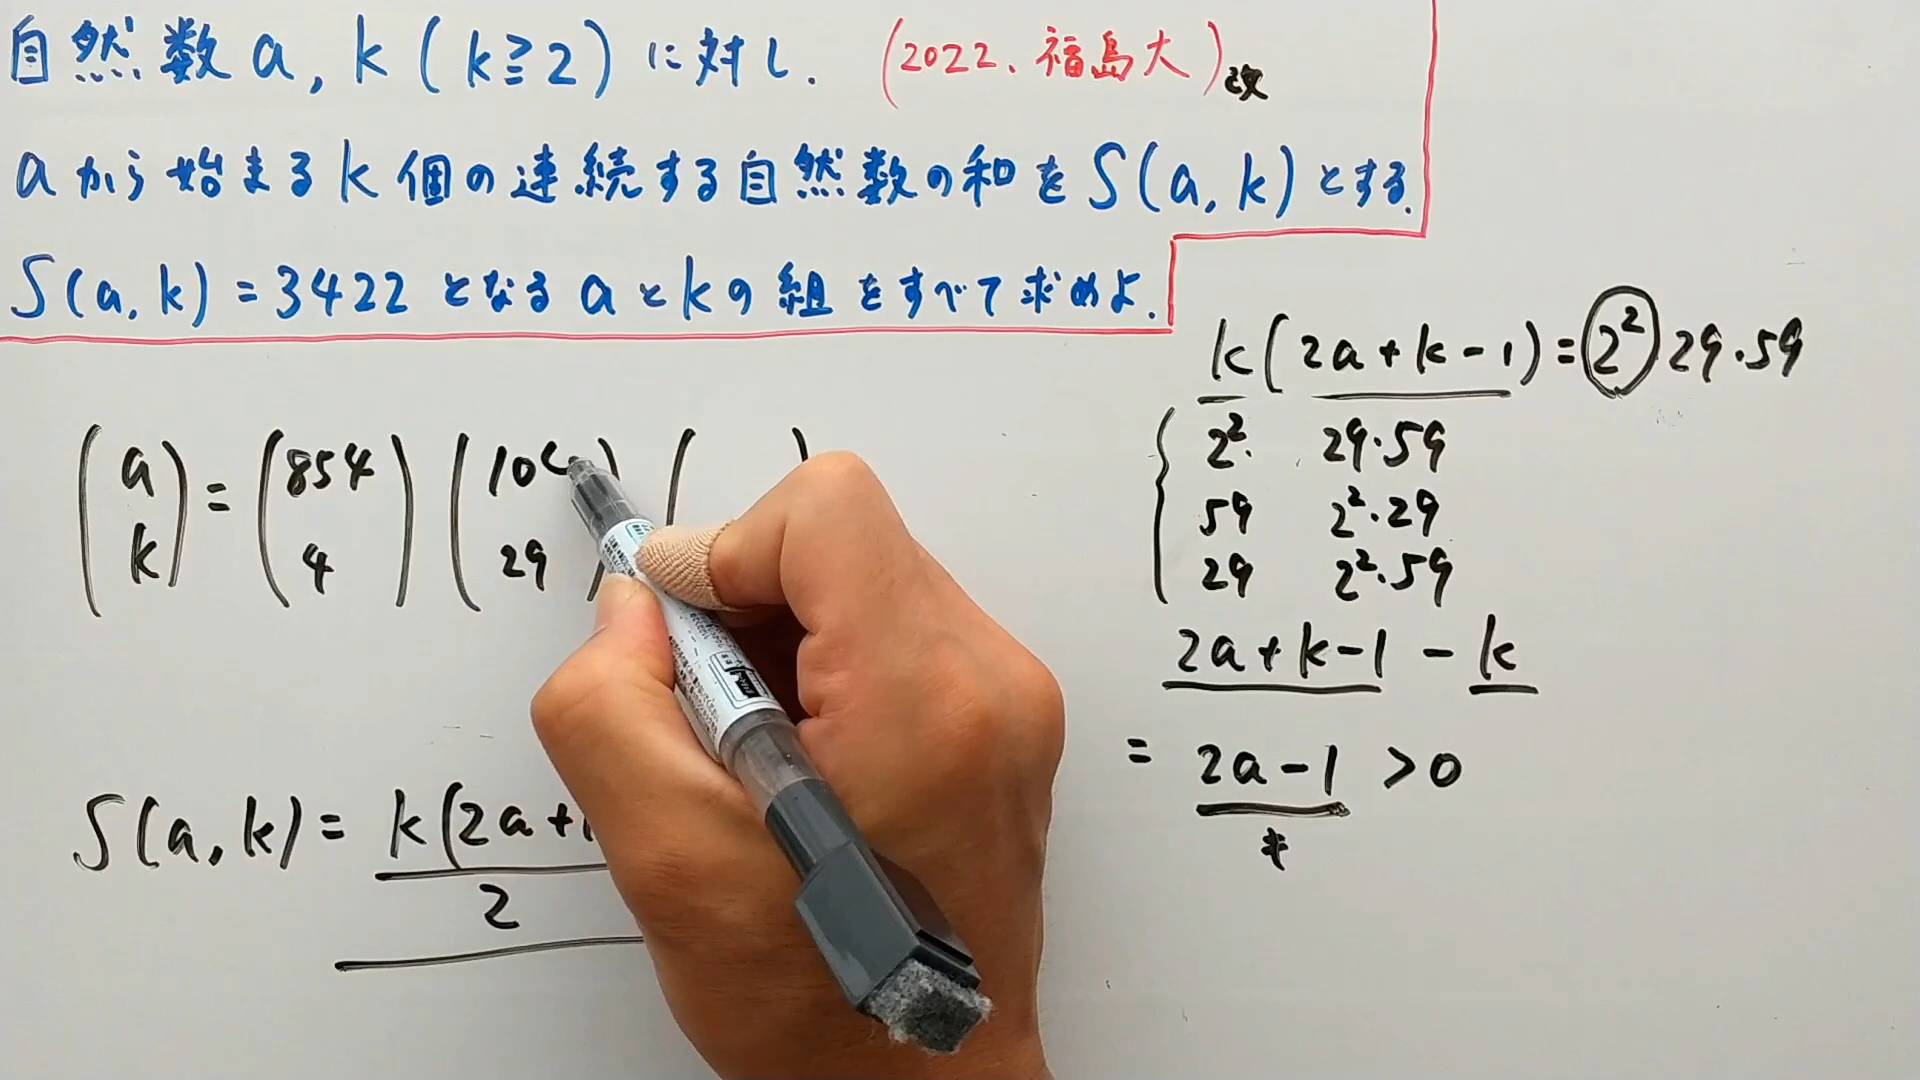 自然数 a, k (k≧2) に対し. (2022、福島大)改
aから始まるk個の連続する自然数の和をS(a, k)とする.
S(a, k) = 3422 となる a と k の 組 をすべて求めよ.
k(2a+k-1) = 2² 29・59
2². 29・59
59 2²・29
29 2²・59
2a+k-1 - k
= 2a-1 >0
(a k) = (854 4) (10 29) (
S(a, k) = k(2a+
2